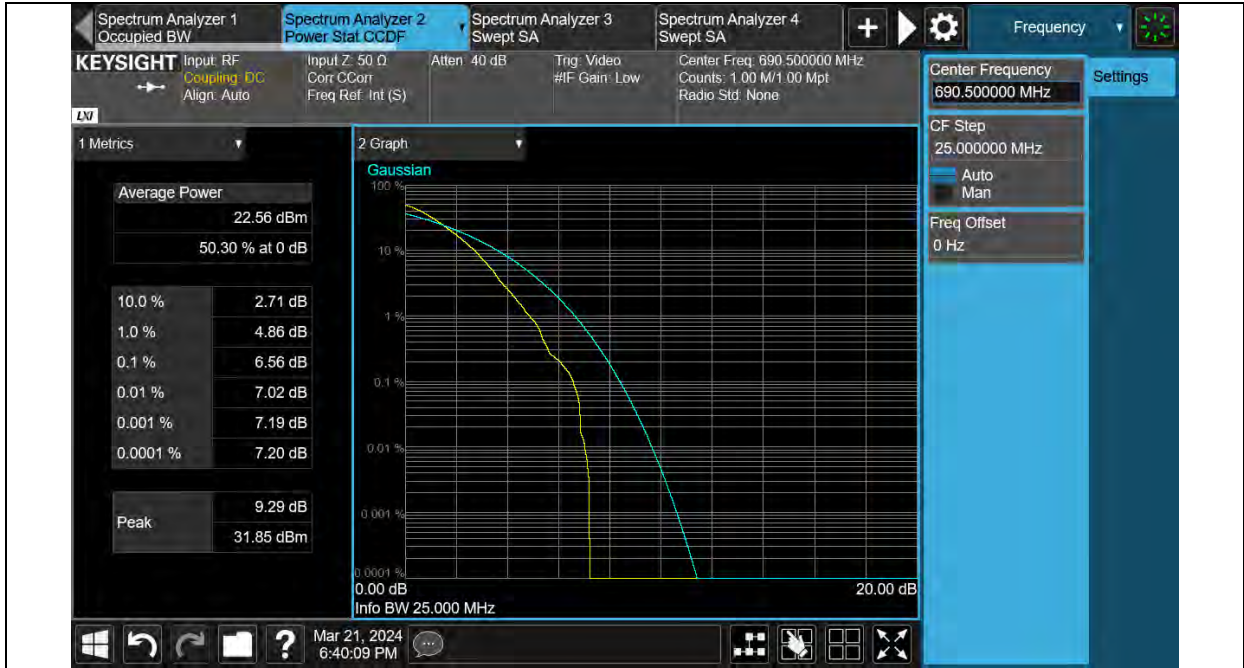 Spectrum Analyzer 1
Occupied BW
Spectrum Analyzer 2
Power Stat CCDF
Spectrum Analyzer 3
Swept SA
Spectrum Analyzer 4
Swept SA
+
Frequency
KEYSIGHT
LXI
Input: RF
Coupling: DC
Align: Auto
Input Z: 50 Ω
Corr CCorr
Freq Ref: Int (S)
Atten: 40 dB
Trig: Video
#IF Gain: Low
Center Freq: 690.500000 MHz
Counts: 1.00 M/1.00 Mpt
Radio Std: None
Center Frequency
690.500000 MHz
Settings
CF Step
25.000000 MHz
Auto
Man
Freq Offset
0 Hz
1 Metrics
Average Power
22.56 dBm
50.30 % at 0 dB
10.0 % 2.71 dB
1.0 % 4.86 dB
0.1 % 6.56 dB
0.01 % 7.02 dB
0.001 % 7.19 dB
0.0001 % 7.20 dB
Peak
9.29 dB
31.85 dBm
2 Graph
Gaussian
100 %
10 %
1 %
0.1 %
0.01 %
0.001 %
0.0001 %
0.00 dB 20.00 dB
Info BW 25.000 MHz
?
Mar 21, 2024
6:40:09 PM